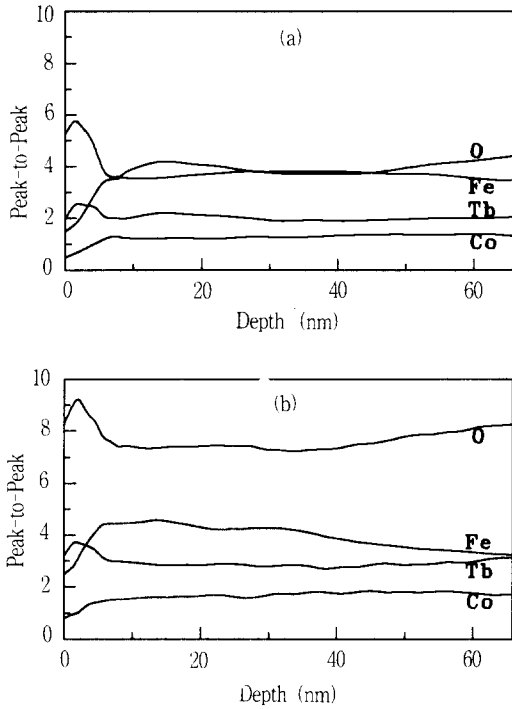 (a)
Peak-to-Peak
10
8
6
4
2
0
O
Fe
Tb
Co
0 20 40 60
Depth (nm)
(b)
Peak-to-Peak
10
8
6
4
2
0
O
Fe
Tb
Co
0 20 40 60
Depth (nm)